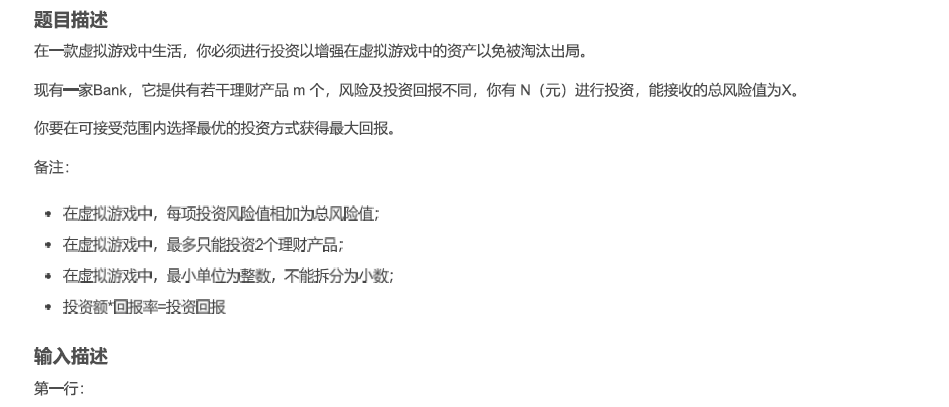 题目描述
在一款虚拟游戏中生活，你必须进行投资以增强在虚拟游戏中的资产以免被淘汰出局。
现有一家Bank，它提供有若干理财产品 m 个，风险及投资回报不同，你有 N（元）进行投资，能接收的总风险值为X。
你要在可接受范围内选择最优的投资方式获得最大回报。
备注：
• 在虚拟游戏中，每项投资风险值相加为总风险值；
• 在虚拟游戏中，最多只能投资2个理财产品；
• 在虚拟游戏中，最小单位为整数，不能拆分为小数；
• 投资额*回报率=投资回报
输入描述
第一行：